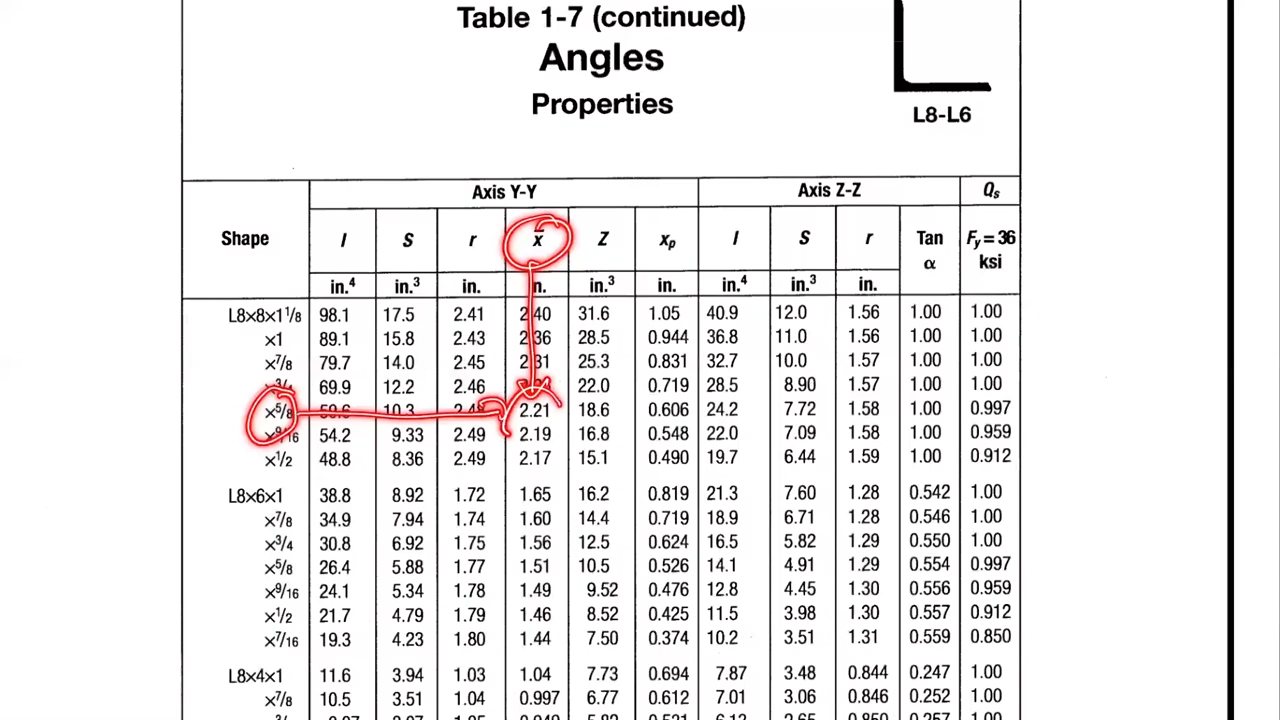 Table 1-7 (continued)
Angles
Properties
L8-L6
Axis Y-Y Axis Z-Z Qs
Shape I S r x̄ Z xp I S r Tan α Fy = 36 ksi
in.⁴ in.³ in. in. in.³ in. in.⁴ in.³ in.
L8×8×1 1/8 98.1 17.5 2.41 2.40 31.6 1.05 40.9 12.0 1.56 1.00 1.00
×1 89.1 15.8 2.43 2.36 28.5 0.944 36.8 11.0 1.56 1.00 1.00
×7/8 79.7 14.0 2.45 2.31 25.3 0.831 32.7 10.0 1.57 1.00 1.00
×3/4 69.9 12.2 2.46 22.0 0.719 28.5 8.90 1.57 1.00 1.00
×5/8 59.6 10.3 2.48 2.21 18.6 0.606 24.2 7.72 1.58 1.00 0.997
×9/16 54.2 9.33 2.49 2.19 16.8 0.548 22.0 7.09 1.58 1.00 0.959
×1/2 48.8 8.36 2.49 2.17 15.1 0.490 19.7 6.44 1.59 1.00 0.912
L8×6×1 38.8 8.92 1.72 1.65 16.2 0.819 21.3 7.60 1.28 0.542 1.00
×7/8 34.9 7.94 1.74 1.60 14.4 0.719 18.9 6.71 1.28 0.546 1.00
×3/4 30.8 6.92 1.75 1.56 12.5 0.624 16.5 5.82 1.29 0.550 1.00
×5/8 26.4 5.88 1.77 1.51 10.5 0.526 14.1 4.91 1.29 0.554 0.997
×9/16 24.1 5.34 1.78 1.49 9.52 0.476 12.8 4.45 1.30 0.556 0.959
×1/2 21.7 4.79 1.79 1.46 8.52 0.425 11.5 3.98 1.30 0.557 0.912
×7/16 19.3 4.23 1.80 1.44 7.50 0.374 10.2 3.51 1.31 0.559 0.850
L8×4×1 11.6 3.94 1.03 1.04 7.73 0.694 7.87 3.48 0.844 0.247 1.00
×7/8 10.5 3.51 1.04 0.997 6.77 0.612 7.01 3.06 0.846 0.252 1.00